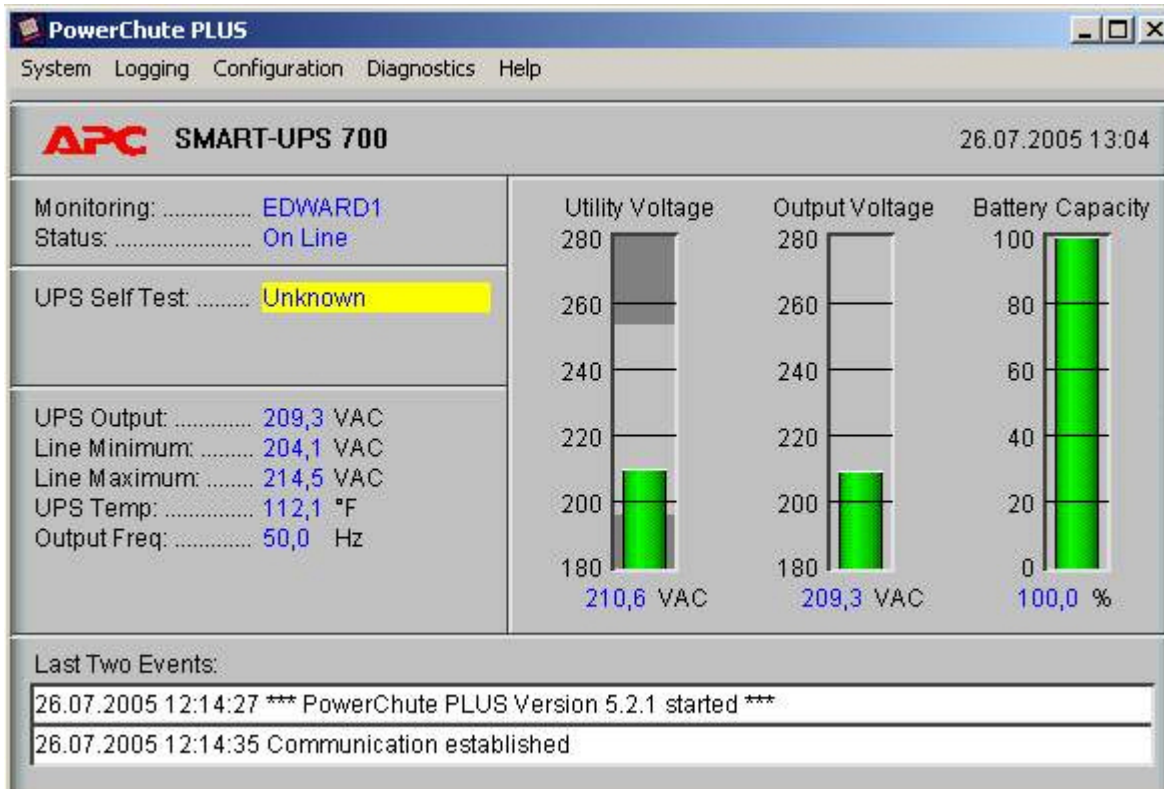 PowerChute PLUS
System Logging Configuration Diagnostics Help
APC SMART-UPS 700 26.07.2005 13:04
Monitoring: .............. EDWARD1
Status: ....................... On Line
UPS Self Test: ......... Unknown
UPS Output: ............. 209,3 VAC
Line Minimum: ......... 204,1 VAC
Line Maximum: ........ 214,5 VAC
UPS Temp: ............... 112,1 °F
Output Freq: ............. 50,0 Hz
Utility Voltage
280
260
240
220
200
180
210,6 VAC
Output Voltage
280
260
240
220
200
180
209,3 VAC
Battery Capacity
100
80
60
40
20
0
100,0 %
Last Two Events:
26.07.2005 12:14:27 *** PowerChute PLUS Version 5.2.1 started ***
26.07.2005 12:14:35 Communication established